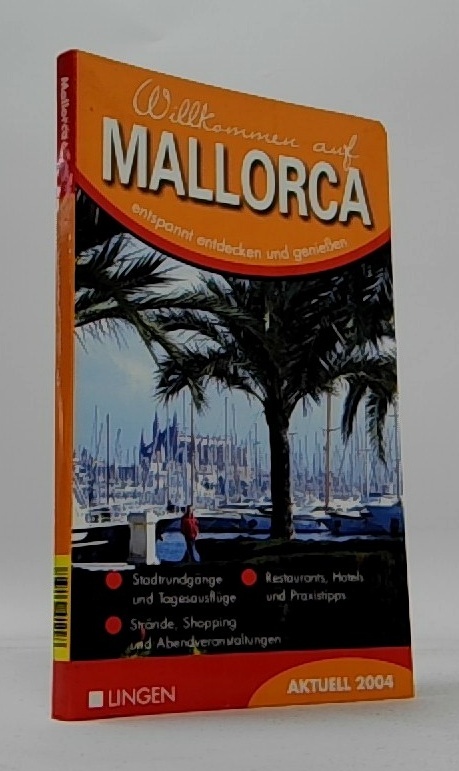 Willkommen auf
MALLORCA
entspannt entdecken und genießen
Stadtrundgänge
und Tagesausflüge
Restaurants, Hotels
und Praxistipps
Strände, Shopping
und Abendveranstaltungen
LINGEN
AKTUELL 2004
Mallorca